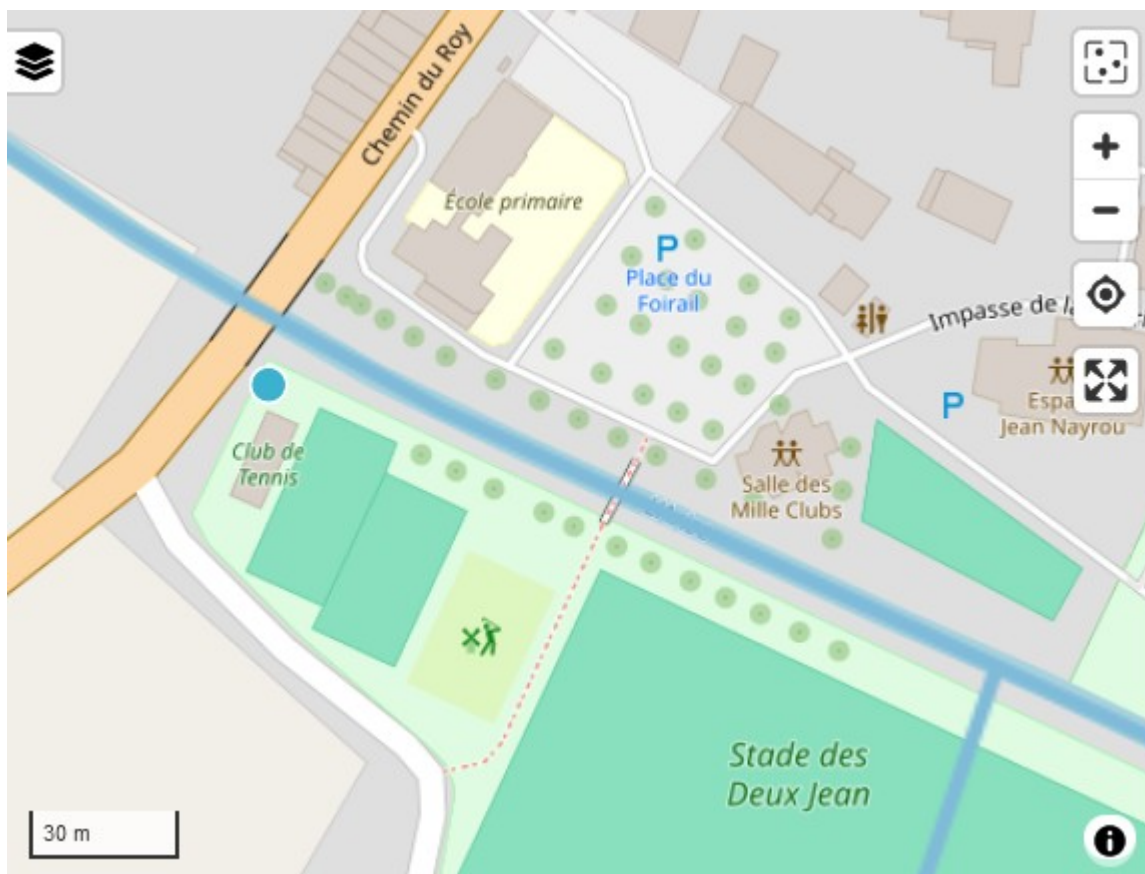 Chemin du Roy
École primaire
P
Place du
Foirail
Impasse de
P
Jean Nayrou
Club de
Tennis
Salle des
Mille Clubs
Stade des
Deux Jean
30 m